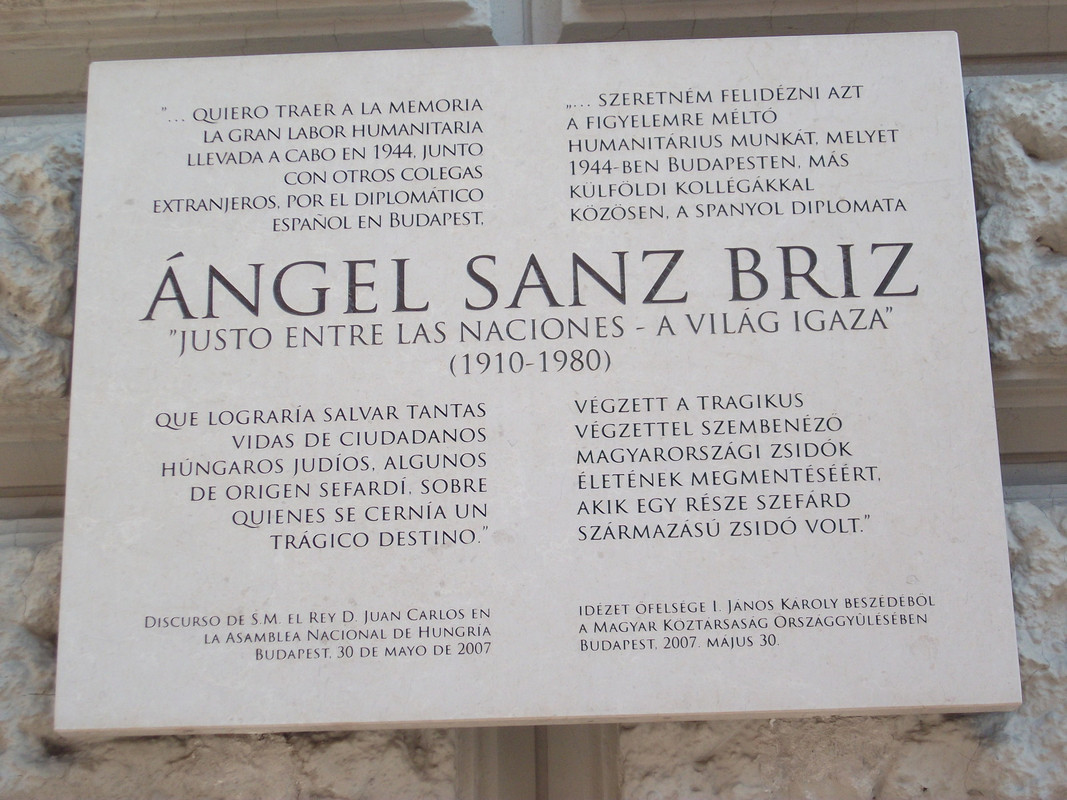 "... QUIERO TRAER A LA MEMORIA
LA GRAN LABOR HUMANITARIA
LLEVADA A CABO EN 1944, JUNTO
CON OTROS COLEGAS
EXTRANJEROS, POR EL DIPLOMÁTICO
ESPAÑOL EN BUDAPEST,
„... SZERETNÉM FELIDÉZNI AZT
A FIGYELEMRE MÉLTÓ
HUMANITÁRIUS MUNKÁT, MELYET
1944-BEN BUDAPESTEN, MÁS
KÜLFÖLDI KOLLÉGÁKKAL
KÖZÖSEN, A SPANYOL DIPLOMATA
ÁNGEL SANZ BRIZ
"JUSTO ENTRE LAS NACIONES - A VILÁG IGAZA"
(1910-1980)
QUE LOGRARÍA SALVAR TANTAS
VIDAS DE CIUDADANOS
HÚNGAROS JUDÍOS, ALGUNOS
DE ORIGEN SEFARDÍ, SOBRE
QUIENES SE CERNÍA UN
TRÁGICO DESTINO."
VÉGZETT A TRAGIKUS
VÉGZETTEL SZEMBENÉZŐ
MAGYARORSZÁGI ZSIDÓK
ÉLETÉNEK MEGMENTÉSÉÉRT,
AKIK EGY RÉSZE SZEFÁRD
SZÁRMAZÁSÚ ZSIDÓ VOLT."
DISCURSO DE S.M. EL REY D. JUAN CARLOS EN
LA ASAMBLEA NACIONAL DE HUNGRIA
BUDAPEST, 30 DE MAYO DE 2007
IDÉZET ŐFELSÉGE I. JÁNOS KÁROLY BESZÉDÉBŐL
A MAGYAR KÖZTÁRSASÁG ORSZÁGGYŰLÉSÉBEN
BUDAPEST, 2007. MÁJUS 30.